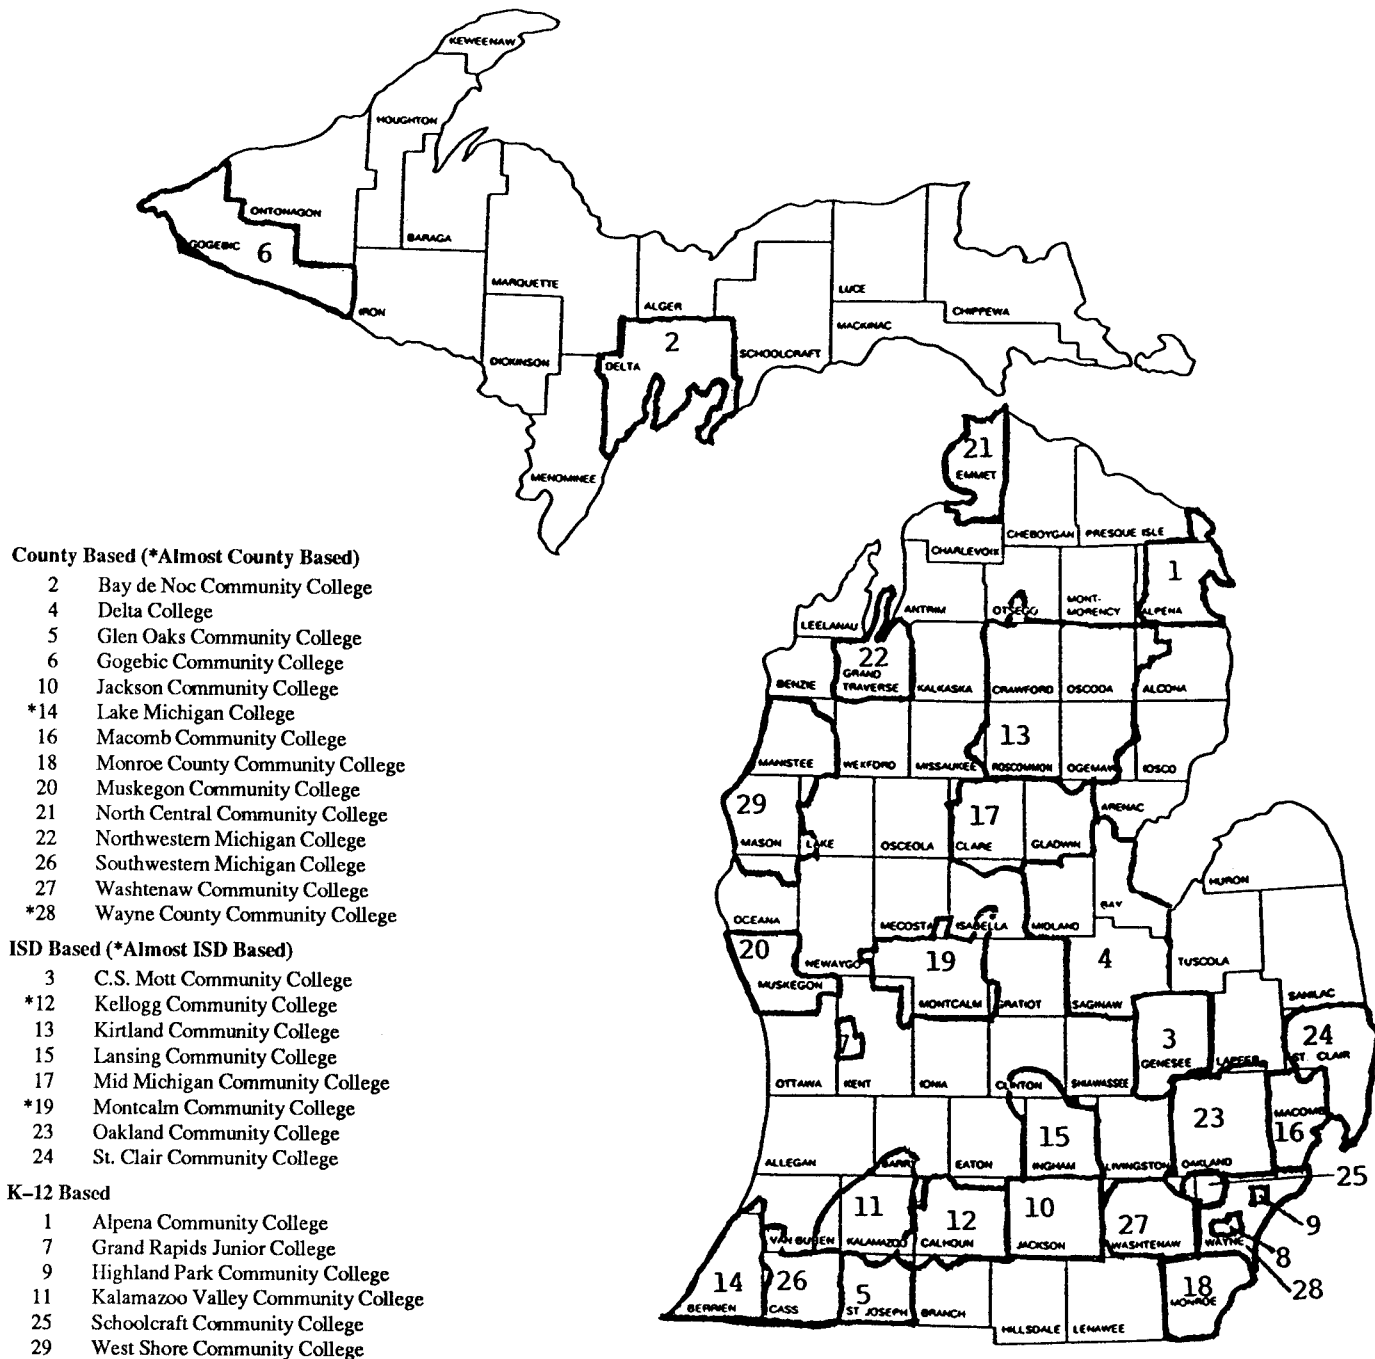 KEWEENAW
HOUGHTON
ONTONAGON
GOGEBIC
6
BARAGA
IRON
MARQUETTE
DICKINSON
ALGER
2
DELTA
SCHOOLCRAFT
LUCE
MACKINAC
CHIPPEWA
MENOMINEE
21
EMMET
CHEBOYGAN
PRESQUE ISLE
CHARLEVOIX
1
ANTRIM
OTSEGO
MONT-
MORENCY
ALPENA
LEELANAU
22
GRAND
TRAVERSE
BENZIE
KALKASKA
CRAWFORD
OSCODA
ALCONA
13
MANISTEE
WEXFORD
MISSAUKEE
ROSCOMMON
OGEMAW
IOSCO
29
17
ARENAC
MASON
LAKE
OSCEOLA
CLARE
GLADWIN
HURON
BAY
OCEANA
MECOSTA
ISABELLA
MIDLAND
20
NEWAYGO
19
4
TUSCOLA
MUSKEGON
MONTCALM
GRATIOT
SAGINAW
SANILAC
7
3
24
GENESEE
LAPEER
ST. CLAIR
OTTAWA
KENT
IONIA
CLINTON
SHIAWASSEE
23
MACOMB
16
15
ALLEGAN
BARRY
EATON
INGHAM
LIVINGSTON
OAKLAND
25
11
12
10
27
9
VAN BUREN
KALAMAZOO
CALHOUN
JACKSON
WASHTENAW
WAYNE
8
28
14
26
5
18
BERRIEN
CASS
ST JOSEPH
BRANCH
HILLSDALE
LENAWEE
MONROE
County Based (*Almost County Based)
2 Bay de Noc Community College
4 Delta College
5 Glen Oaks Community College
6 Gogebic Community College
10 Jackson Community College
*14 Lake Michigan College
16 Macomb Community College
18 Monroe County Community College
20 Muskegon Community College
21 North Central Community College
22 Northwestern Michigan College
26 Southwestern Michigan College
27 Washtenaw Community College
*28 Wayne County Community College
ISD Based (*Almost ISD Based)
3 C.S. Mott Community College
*12 Kellogg Community College
13 Kirtland Community College
15 Lansing Community College
17 Mid Michigan Community College
*19 Montcalm Community College
23 Oakland Community College
24 St. Clair Community College
K-12 Based
1 Alpena Community College
7 Grand Rapids Junior College
9 Highland Park Community College
11 Kalamazoo Valley Community College
25 Schoolcraft Community College
29 West Shore Community College